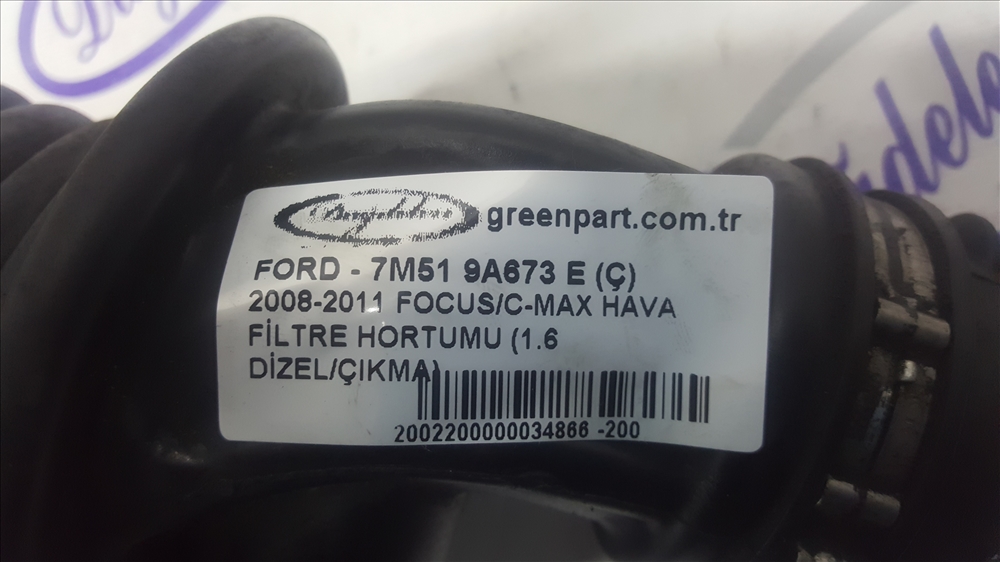 greenpart.com.tr
FORD - 7M51 9A673 E (Ç)
2008-2011 FOCUS/C-MAX HAVA
FİLTRE HORTUMU (1.6
DİZEL/ÇIKMA)
2002200000034866 -200